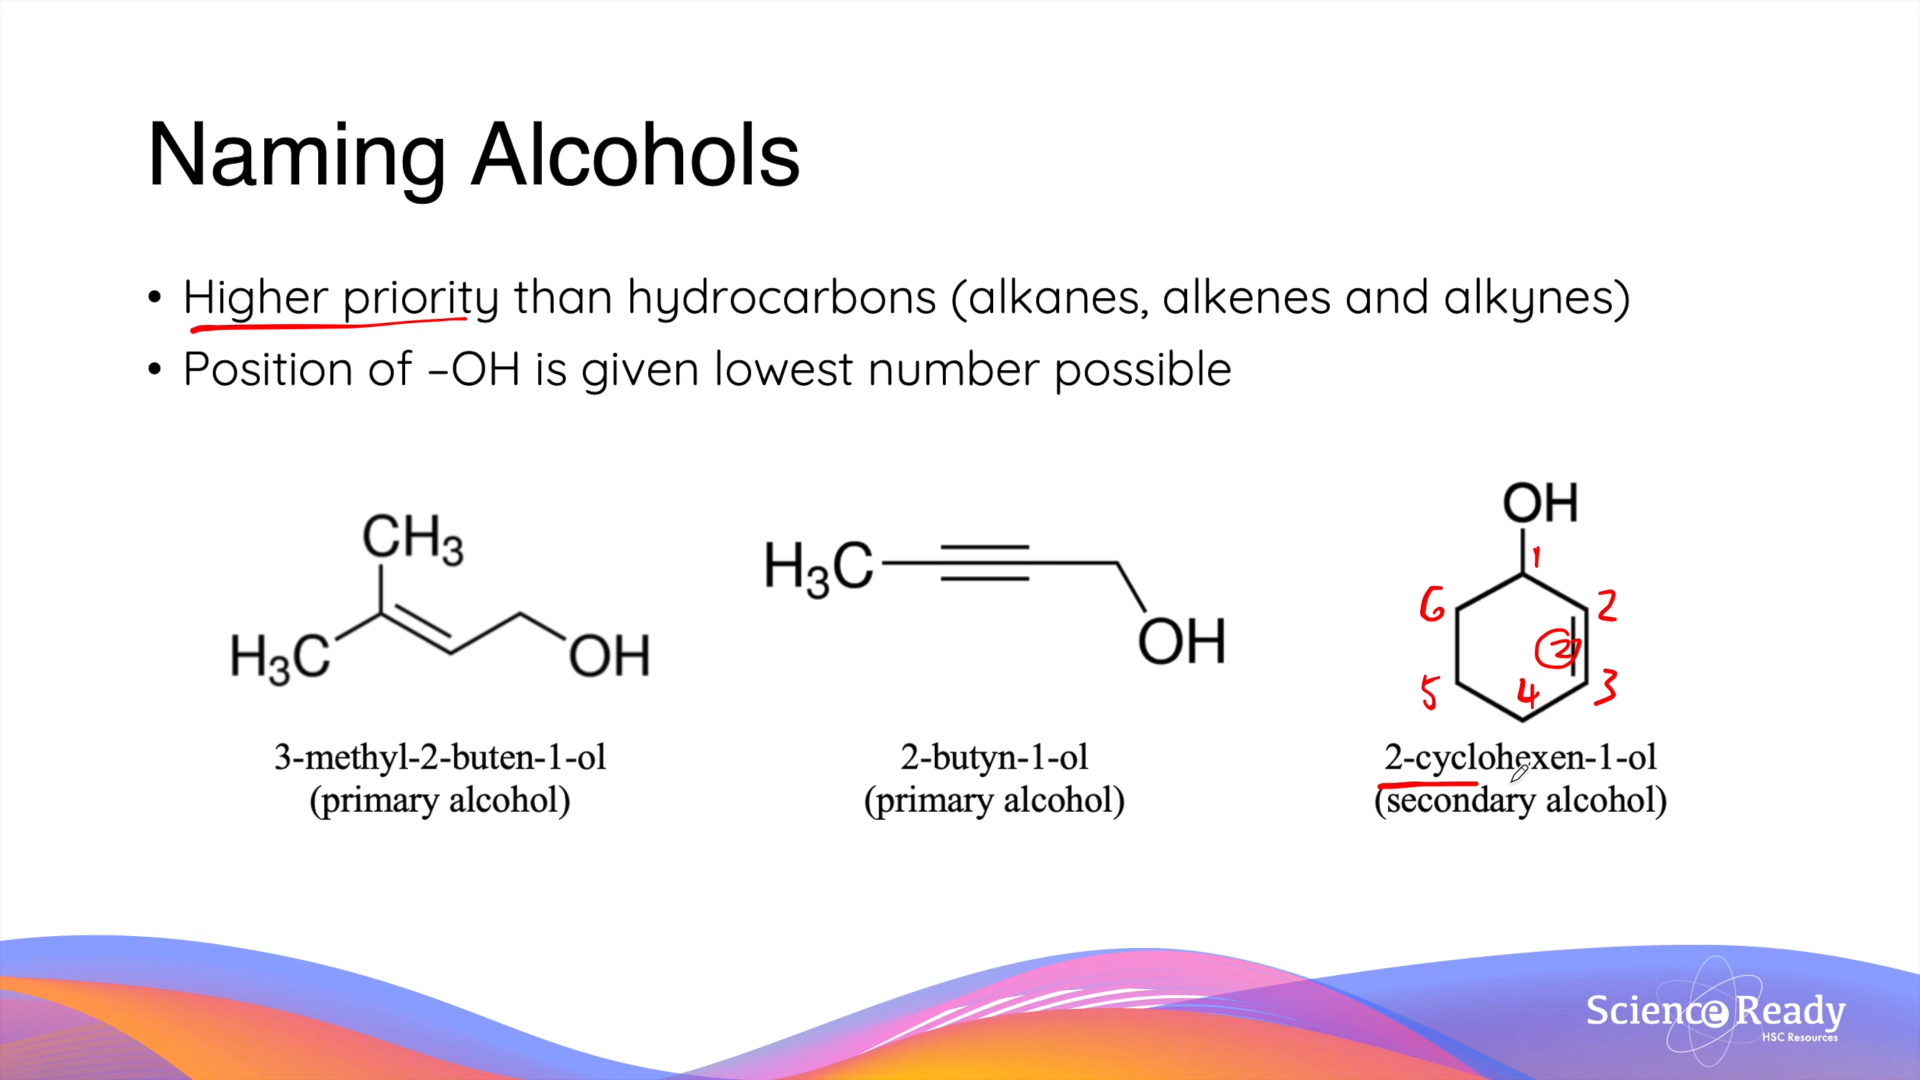 Naming Alcohols
• Higher priority than hydrocarbons (alkanes, alkenes and alkynes)
• Position of –OH is given lowest number possible
CH₃
H₃C
OH
3-methyl-2-buten-1-ol
(primary alcohol)
H₃C
OH
2-butyn-1-ol
(primary alcohol)
OH
1
6
2
2
5
4
3
2-cyclohexen-1-ol
(secondary alcohol)
Science Ready
HSC Resources